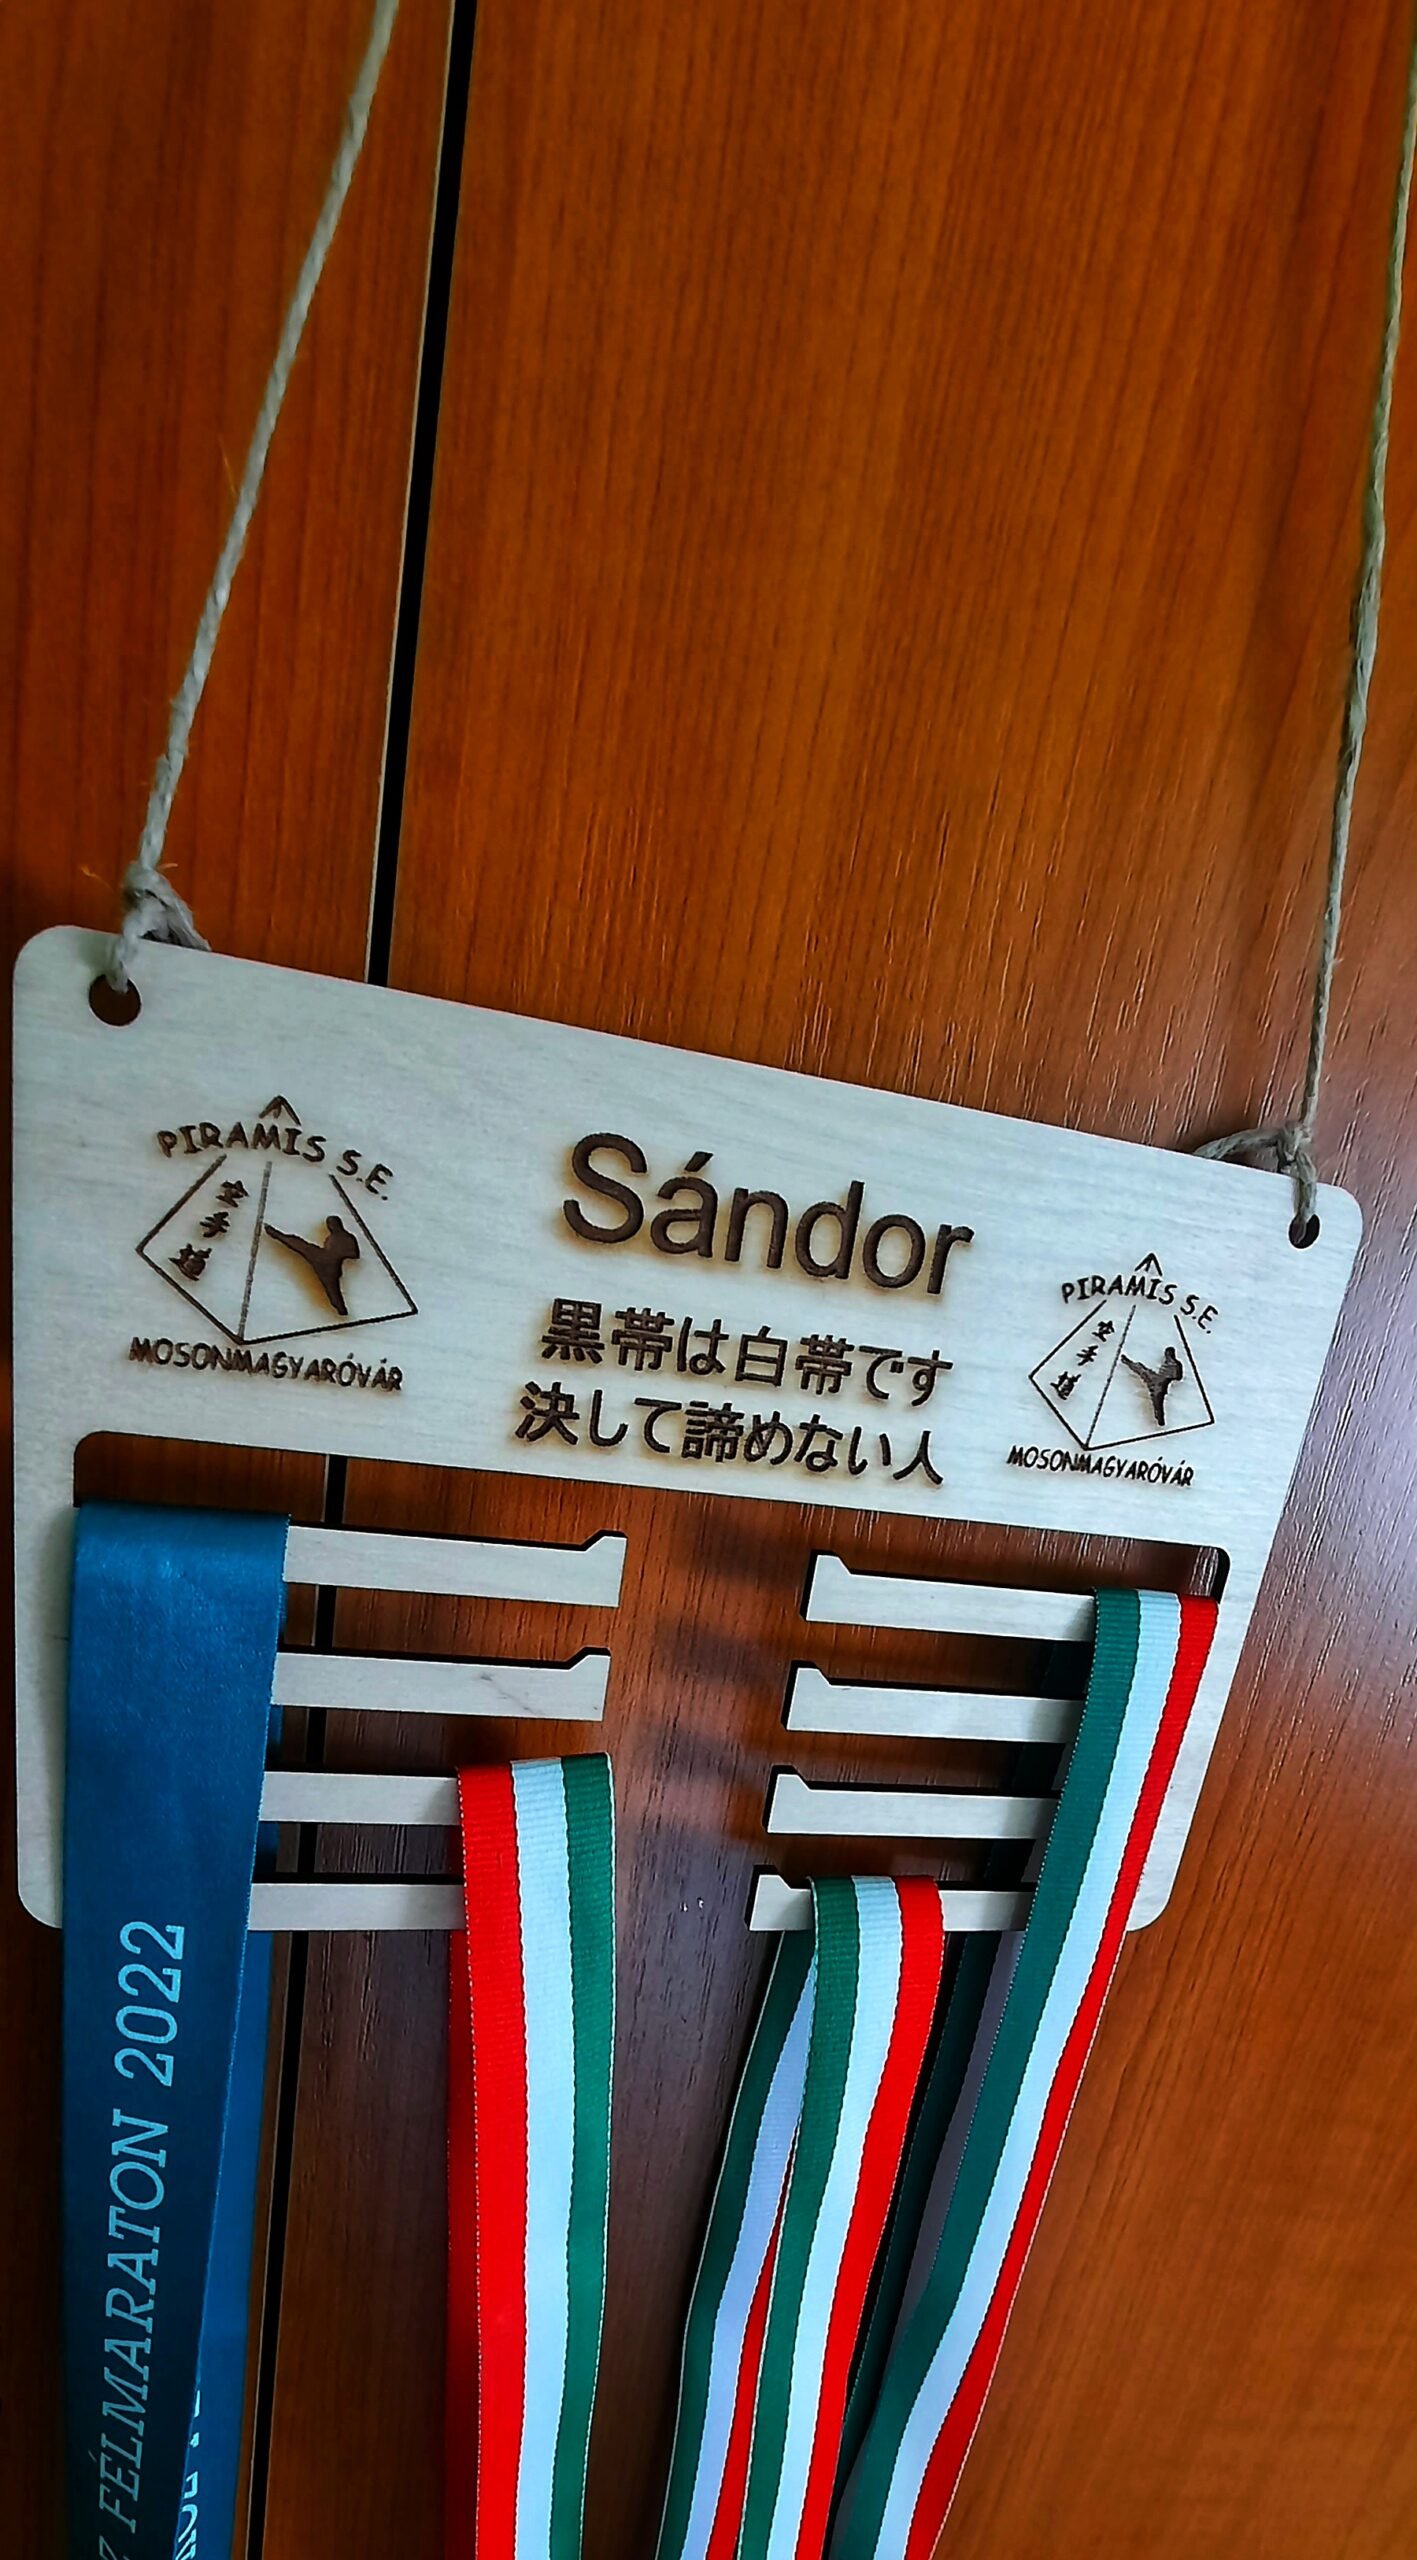 PIRAMIS S.E.
空
手
道
MOSONMAGYARÓVÁR
Sándor
黒帯は白帯です
決して諦めない人
PIRAMIS S.E.
空
手
道
MOSONMAGYARÓVÁR
FÉLMARATON 2022